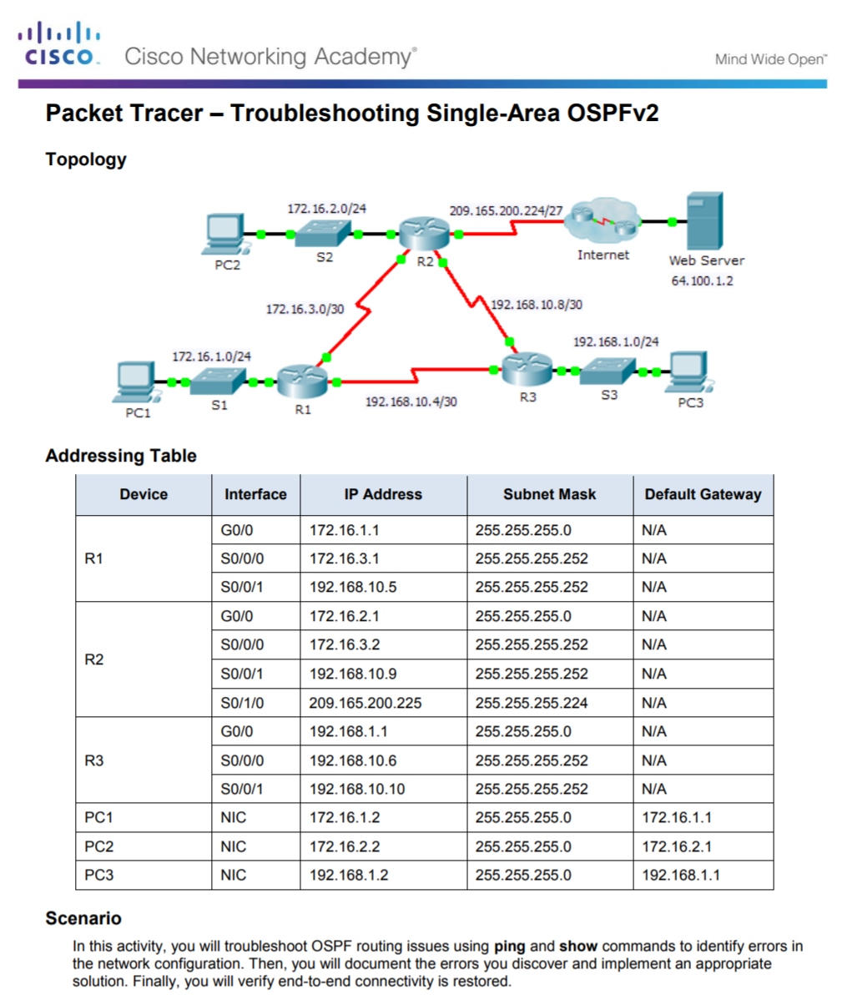 CISCO. Cisco Networking Academy® Mind Wide Open™
Packet Tracer – Troubleshooting Single-Area OSPFv2
Topology
172.16.2.0/24
209.165.200.224/27
PC2
S2
R2
Internet
Web Server
64.100.1.2
172.16.3.0/30
192.168.10.8/30
172.16.1.0/24
192.168.1.0/24
PC1
S1
R1
192.168.10.4/30
R3
S3
PC3
Addressing Table
Device Interface IP Address Subnet Mask Default Gateway
R1
G0/0 172.16.1.1 255.255.255.0 N/A
S0/0/0 172.16.3.1 255.255.255.252 N/A
S0/0/1 192.168.10.5 255.255.255.252 N/A
R2
G0/0 172.16.2.1 255.255.255.0 N/A
S0/0/0 172.16.3.2 255.255.255.252 N/A
S0/0/1 192.168.10.9 255.255.255.252 N/A
S0/1/0 209.165.200.225 255.255.255.224 N/A
R3
G0/0 192.168.1.1 255.255.255.0 N/A
S0/0/0 192.168.10.6 255.255.255.252 N/A
S0/0/1 192.168.10.10 255.255.255.252 N/A
PC1 NIC 172.16.1.2 255.255.255.0 172.16.1.1
PC2 NIC 172.16.2.2 255.255.255.0 172.16.2.1
PC3 NIC 192.168.1.2 255.255.255.0 192.168.1.1
Scenario
In this activity, you will troubleshoot OSPF routing issues using ping and show commands to identify errors in
the network configuration. Then, you will document the errors you discover and implement an appropriate
solution. Finally, you will verify end-to-end connectivity is restored.